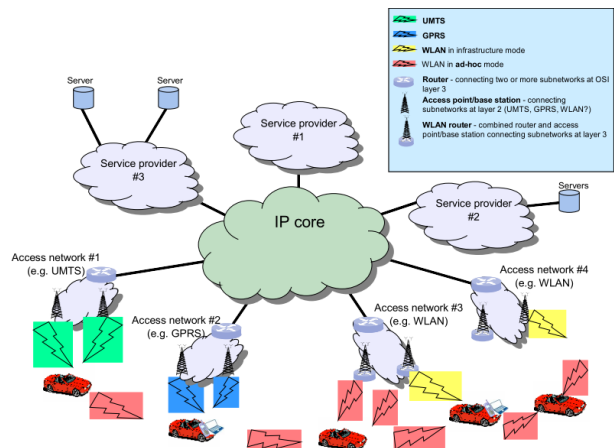 UMTS
GPRS
WLAN in infrastructure mode
WLAN in ad-hoc mode
Router - connecting two or more subnetworks at OSI
layer 3
Access point/base station - connecting
subnetworks at layer 2 (UMTS, GPRS, WLAN?)
WLAN router - combined router and access
point/base station connecting subnetworks at layer 3
Server
Server
Service provider
#1
Service provider
#3
Servers
Service provider
#2
IP core
Access network #1
(e.g. UMTS)
Access network #2
(e.g. GPRS)
Access network #3
(e.g. WLAN)
Access network #4
(e.g. WLAN)